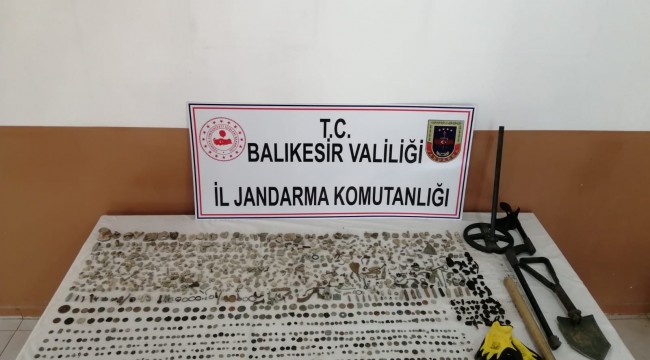 T.C.
BALIKESİR VALİLİĞİ
İL JANDARMA KOMUTANLIĞI